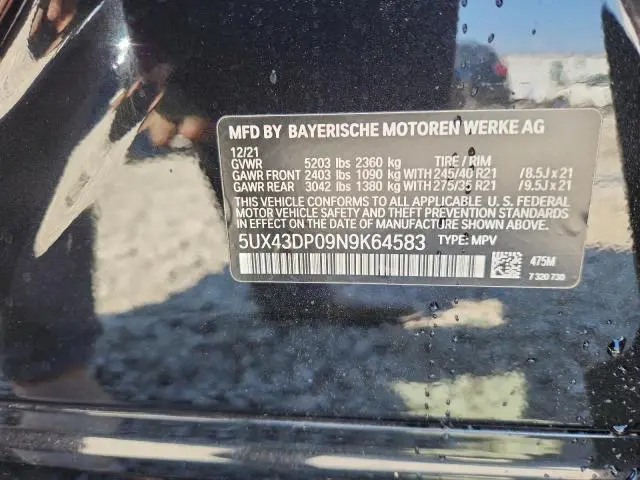 MFD BY BAYERISCHE MOTOREN WERKE AG
12/21
GVWR 5203 lbs 2360 kg TIRE / RIM
GAWR FRONT 2403 lbs 1090 kg WITH 245/40 R21 /8.5J x 21
GAWR REAR 3042 lbs 1380 kg WITH 275/35 R21 /9.5J x 21
THIS VEHICLE CONFORMS TO ALL APPLICABLE U. S. FEDERAL
MOTOR VEHICLE SAFETY AND THEFT PREVENTION STANDARDS
IN EFFECT ON THE DATE OF MANUFACTURE SHOWN ABOVE.
5UX43DP09N9K64583 TYPE: MPV
475M
7 320 730